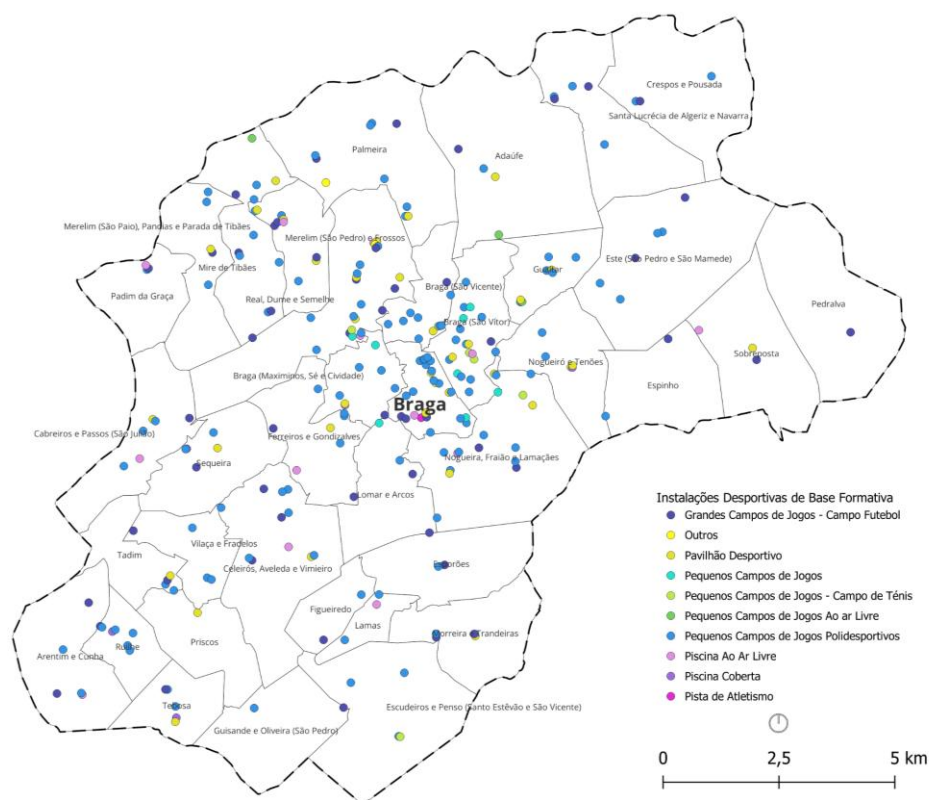 Crespos e Pousada
Santa Lucrécia de Algeriz e Navarra
Palmeira
Adaúfe
Merelim (São Paio), Panóias e Parada de Tibães
Merelim (São Pedro) e Frossos
Mire de Tibães
Gualtar
Este (São Pedro e São Mamede)
Padim da Graça
Real, Dume e Semelhe
Braga (São Vicente)
Pedralva
Braga (São Vítor)
Sobreposta
Nogueiró e Tenões
Braga (Maximinos, Sé e Cividade)
Espinho
Braga
Cabreiros e Passos (São Julião)
Ferreiros e Gondizalves
Nogueira, Fraião e Lamaçães
Sequeira
Lomar e Arcos
Tadim
Vilaça e Fradelos
Celeirós, Aveleda e Vimieiro
Esporões
Figueiredo
Lamas
Morreira e Trandeiras
Priscos
Ruilhe
Arentim e Cunha
Tebosa
Escudeiros e Penso (Santo Estêvão e São Vicente)
Guisande e Oliveira (São Pedro)
Instalações Desportivas de Base Formativa
Grandes Campos de Jogos - Campo Futebol
Outros
Pavilhão Desportivo
Pequenos Campos de Jogos
Pequenos Campos de Jogos - Campo de Ténis
Pequenos Campos de Jogos Ao ar Livre
Pequenos Campos de Jogos Polidesportivos
Piscina Ao Ar Livre
Piscina Coberta
Pista de Atletismo
0 2,5 5 km